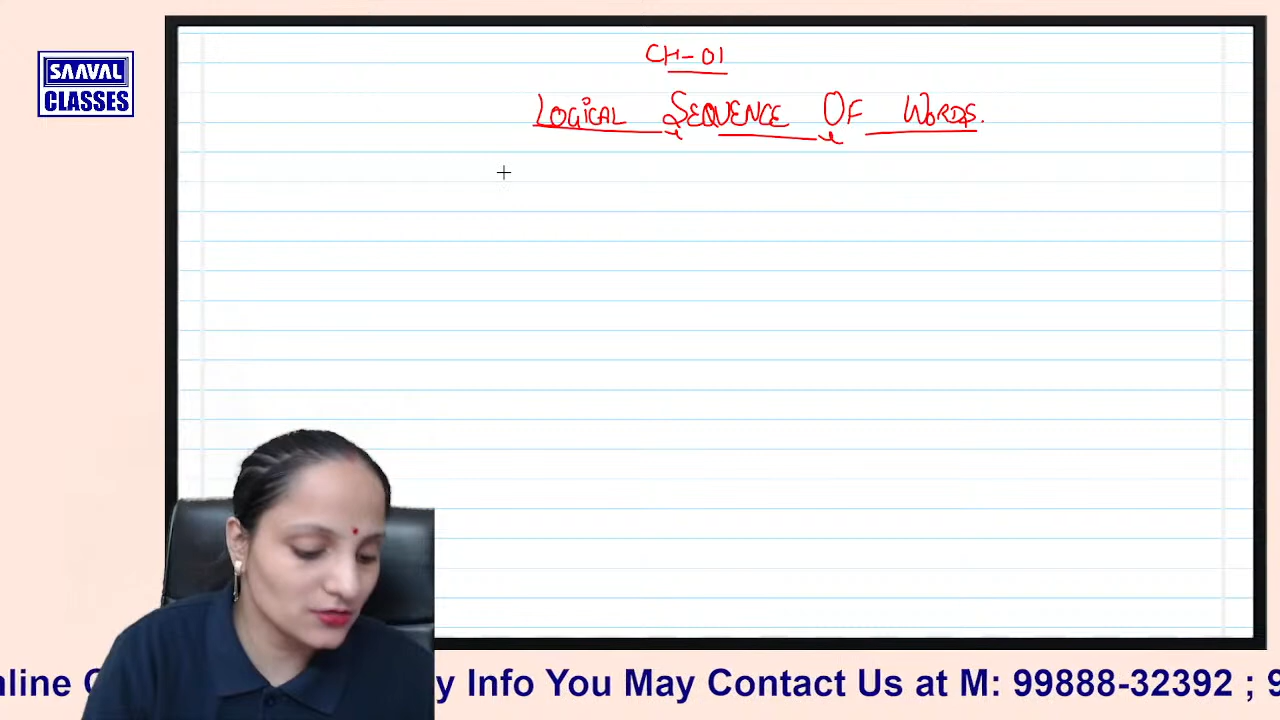 SAAVAL
CLASSES
CH-01
LOGICAL SEQUENCE OF WORDS.
y Info You May Contact Us at M: 99888-32392 ; 9